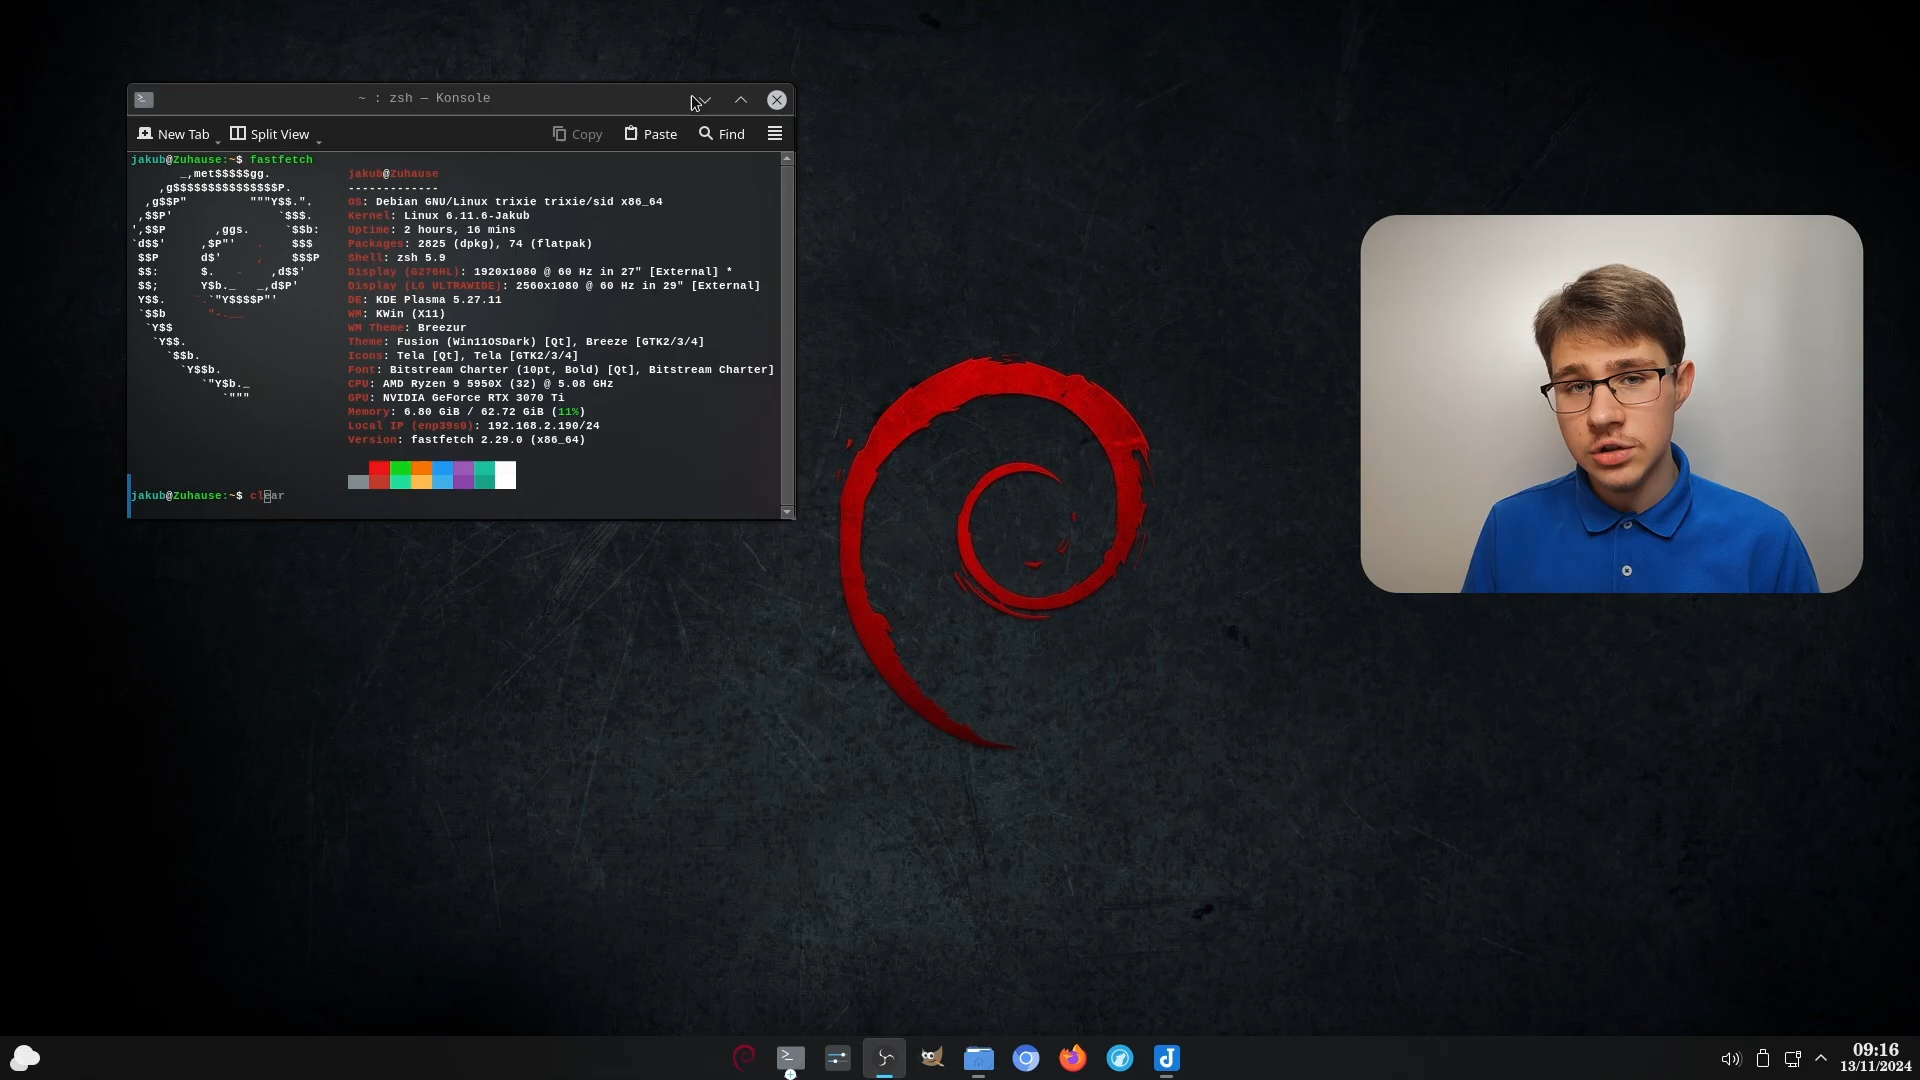 ~ : zsh — Konsole
New Tab Split View Copy Paste Find
jakub@Zuhause:~$ fastfetch
_,met$$$$$gg.
,g$$$$$$$$$$$$$$$P.
,g$$P" """Y$$.".
,$$P' `$$$.
',$$P ,ggs. `$$b:
`d$$' ,$P"' . $$$
$$P d$' , $$$P
$$: $. - ,d$$'
$$; Y$b._ _,d$P'
Y$$. `.`"Y$$$$P"'
`$$b "-.__
`Y$$
`Y$$.
`$$b.
`Y$$b.
`"Y$b._
`"""
jakub@Zuhause
-------------
OS: Debian GNU/Linux trixie trixie/sid x86_64
Kernel: Linux 6.11.6-Jakub
Uptime: 2 hours, 16 mins
Packages: 2825 (dpkg), 74 (flatpak)
Shell: zsh 5.9
Display (G276HL): 1920x1080 @ 60 Hz in 27" [External] *
Display (LG ULTRAWIDE): 2560x1080 @ 60 Hz in 29" [External]
DE: KDE Plasma 5.27.11
WM: KWin (X11)
WM Theme: Breezur
Theme: Fusion (Win11OSDark) [Qt], Breeze [GTK2/3/4]
Icons: Tela [Qt], Tela [GTK2/3/4]
Font: Bitstream Charter (10pt, Bold) [Qt], Bitstream Charter]
CPU: AMD Ryzen 9 5950X (32) @ 5.08 GHz
GPU: NVIDIA GeForce RTX 3070 Ti
Memory: 6.80 GiB / 62.72 GiB (11%)
Local IP (enp39s0): 192.168.2.190/24
Version: fastfetch 2.29.0 (x86_64)
jakub@Zuhause:~$ clear
09:16
13/11/2024